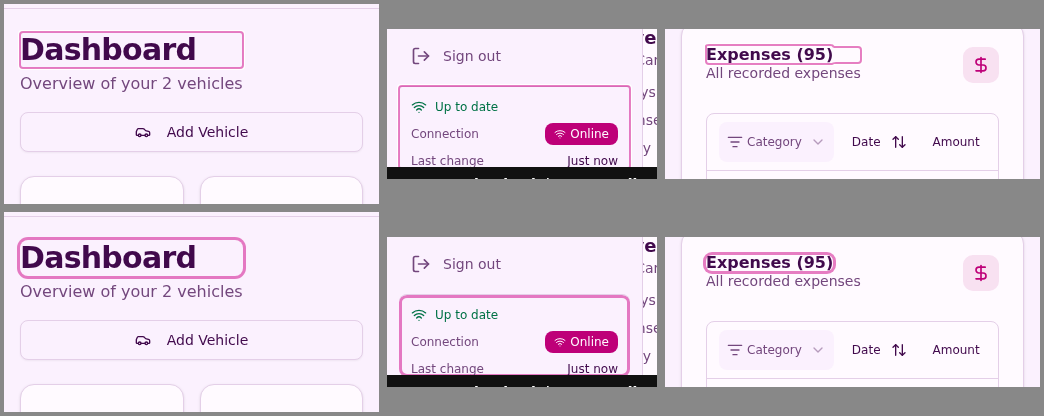 Dashboard
Overview of your 2 vehicles
Add Vehicle
Sign out
Up to date
Connection
Online
Last change
Just now
Expenses (95)
All recorded expenses
Category
Date
Amount
Dashboard
Overview of your 2 vehicles
Add Vehicle
Sign out
Up to date
Connection
Online
Last change
Just now
Expenses (95)
All recorded expenses
Category
Date
Amount